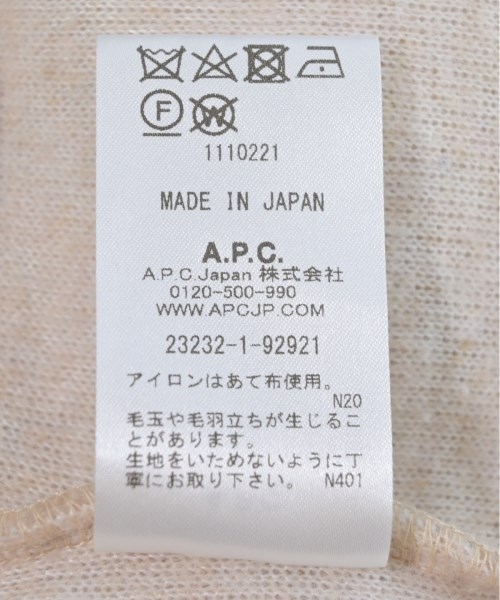 F W
1110221
MADE IN JAPAN
A.P.C.
A.P.C.Japan 株式会社
0120-500-990
WWW.APCJP.COM
23232-1-92921
アイロンはあて布使用。
N20
毛玉や毛羽立ちが生じるこ
とがあります。
生地をいためないように丁
寧にお取り下さい。 N401